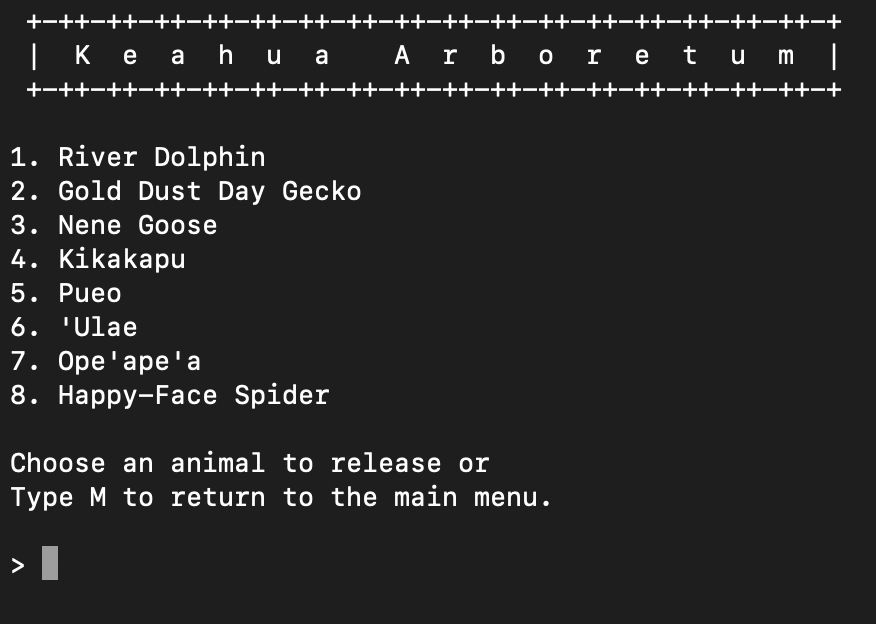 +-++-++-++-++-++-++-++-++-++-++-++-++-++-++-++-++-+
| K e a h u a   A r b o r e t u m |
+-++-++-++-++-++-++-++-++-++-++-++-++-++-++-++-++-+
1. River Dolphin
2. Gold Dust Day Gecko
3. Nene Goose
4. Kikakapu
5. Pueo
6. 'Ulae
7. Ope'ape'a
8. Happy-Face Spider
Choose an animal to release or
Type M to return to the main menu.
>